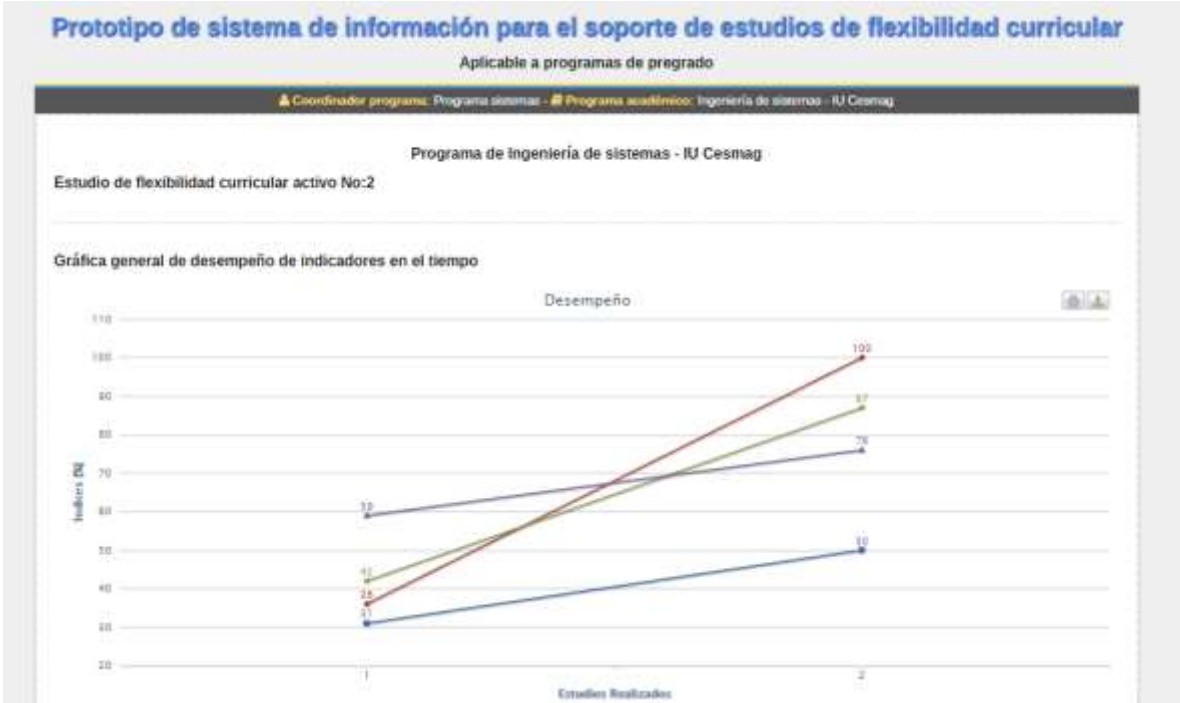 Prototipo de sistema de información para el soporte de estudios de flexibilidad curricular
Aplicable a programas de pregrado
Coordinador programa: Programa sistemas - Programa académico: Ingeniería de sistemas - IU Cesmag
Programa de Ingeniería de sistemas - IU Cesmag
Estudio de flexibilidad curricular activo No:2
Gráfica general de desempeño de indicadores en el tiempo
Desempeño
110
100
90
80
70
60
50
40
30
20
Indices [%]
100
87
76
59
50
42
36
31
1
2
Estudios Realizados